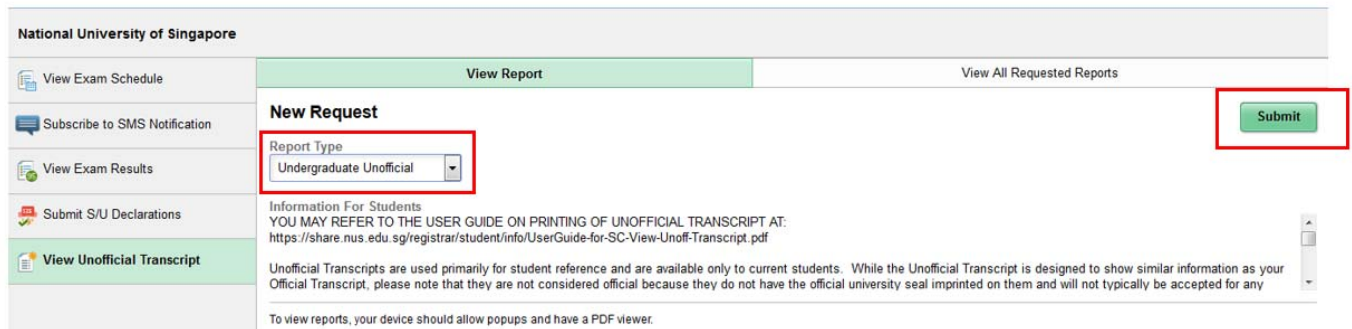 National University of Singapore
View Exam Schedule
Subscribe to SMS Notification
View Exam Results
Submit S/U Declarations
View Unofficial Transcript
View Report
View All Requested Reports
New Request
Submit
Report Type
Undergraduate Unofficial
Information For Students
YOU MAY REFER TO THE USER GUIDE ON PRINTING OF UNOFFICIAL TRANSCRIPT AT:
https://share.nus.edu.sg/registrar/student/info/UserGuide-for-SC-View-Unoff-Transcript.pdf
Unofficial Transcripts are used primarily for student reference and are available only to current students. While the Unofficial Transcript is designed to show similar information as your
Official Transcript, please note that they are not considered official because they do not have the official university seal imprinted on them and will not typically be accepted for any
To view reports, your device should allow popups and have a PDF viewer.